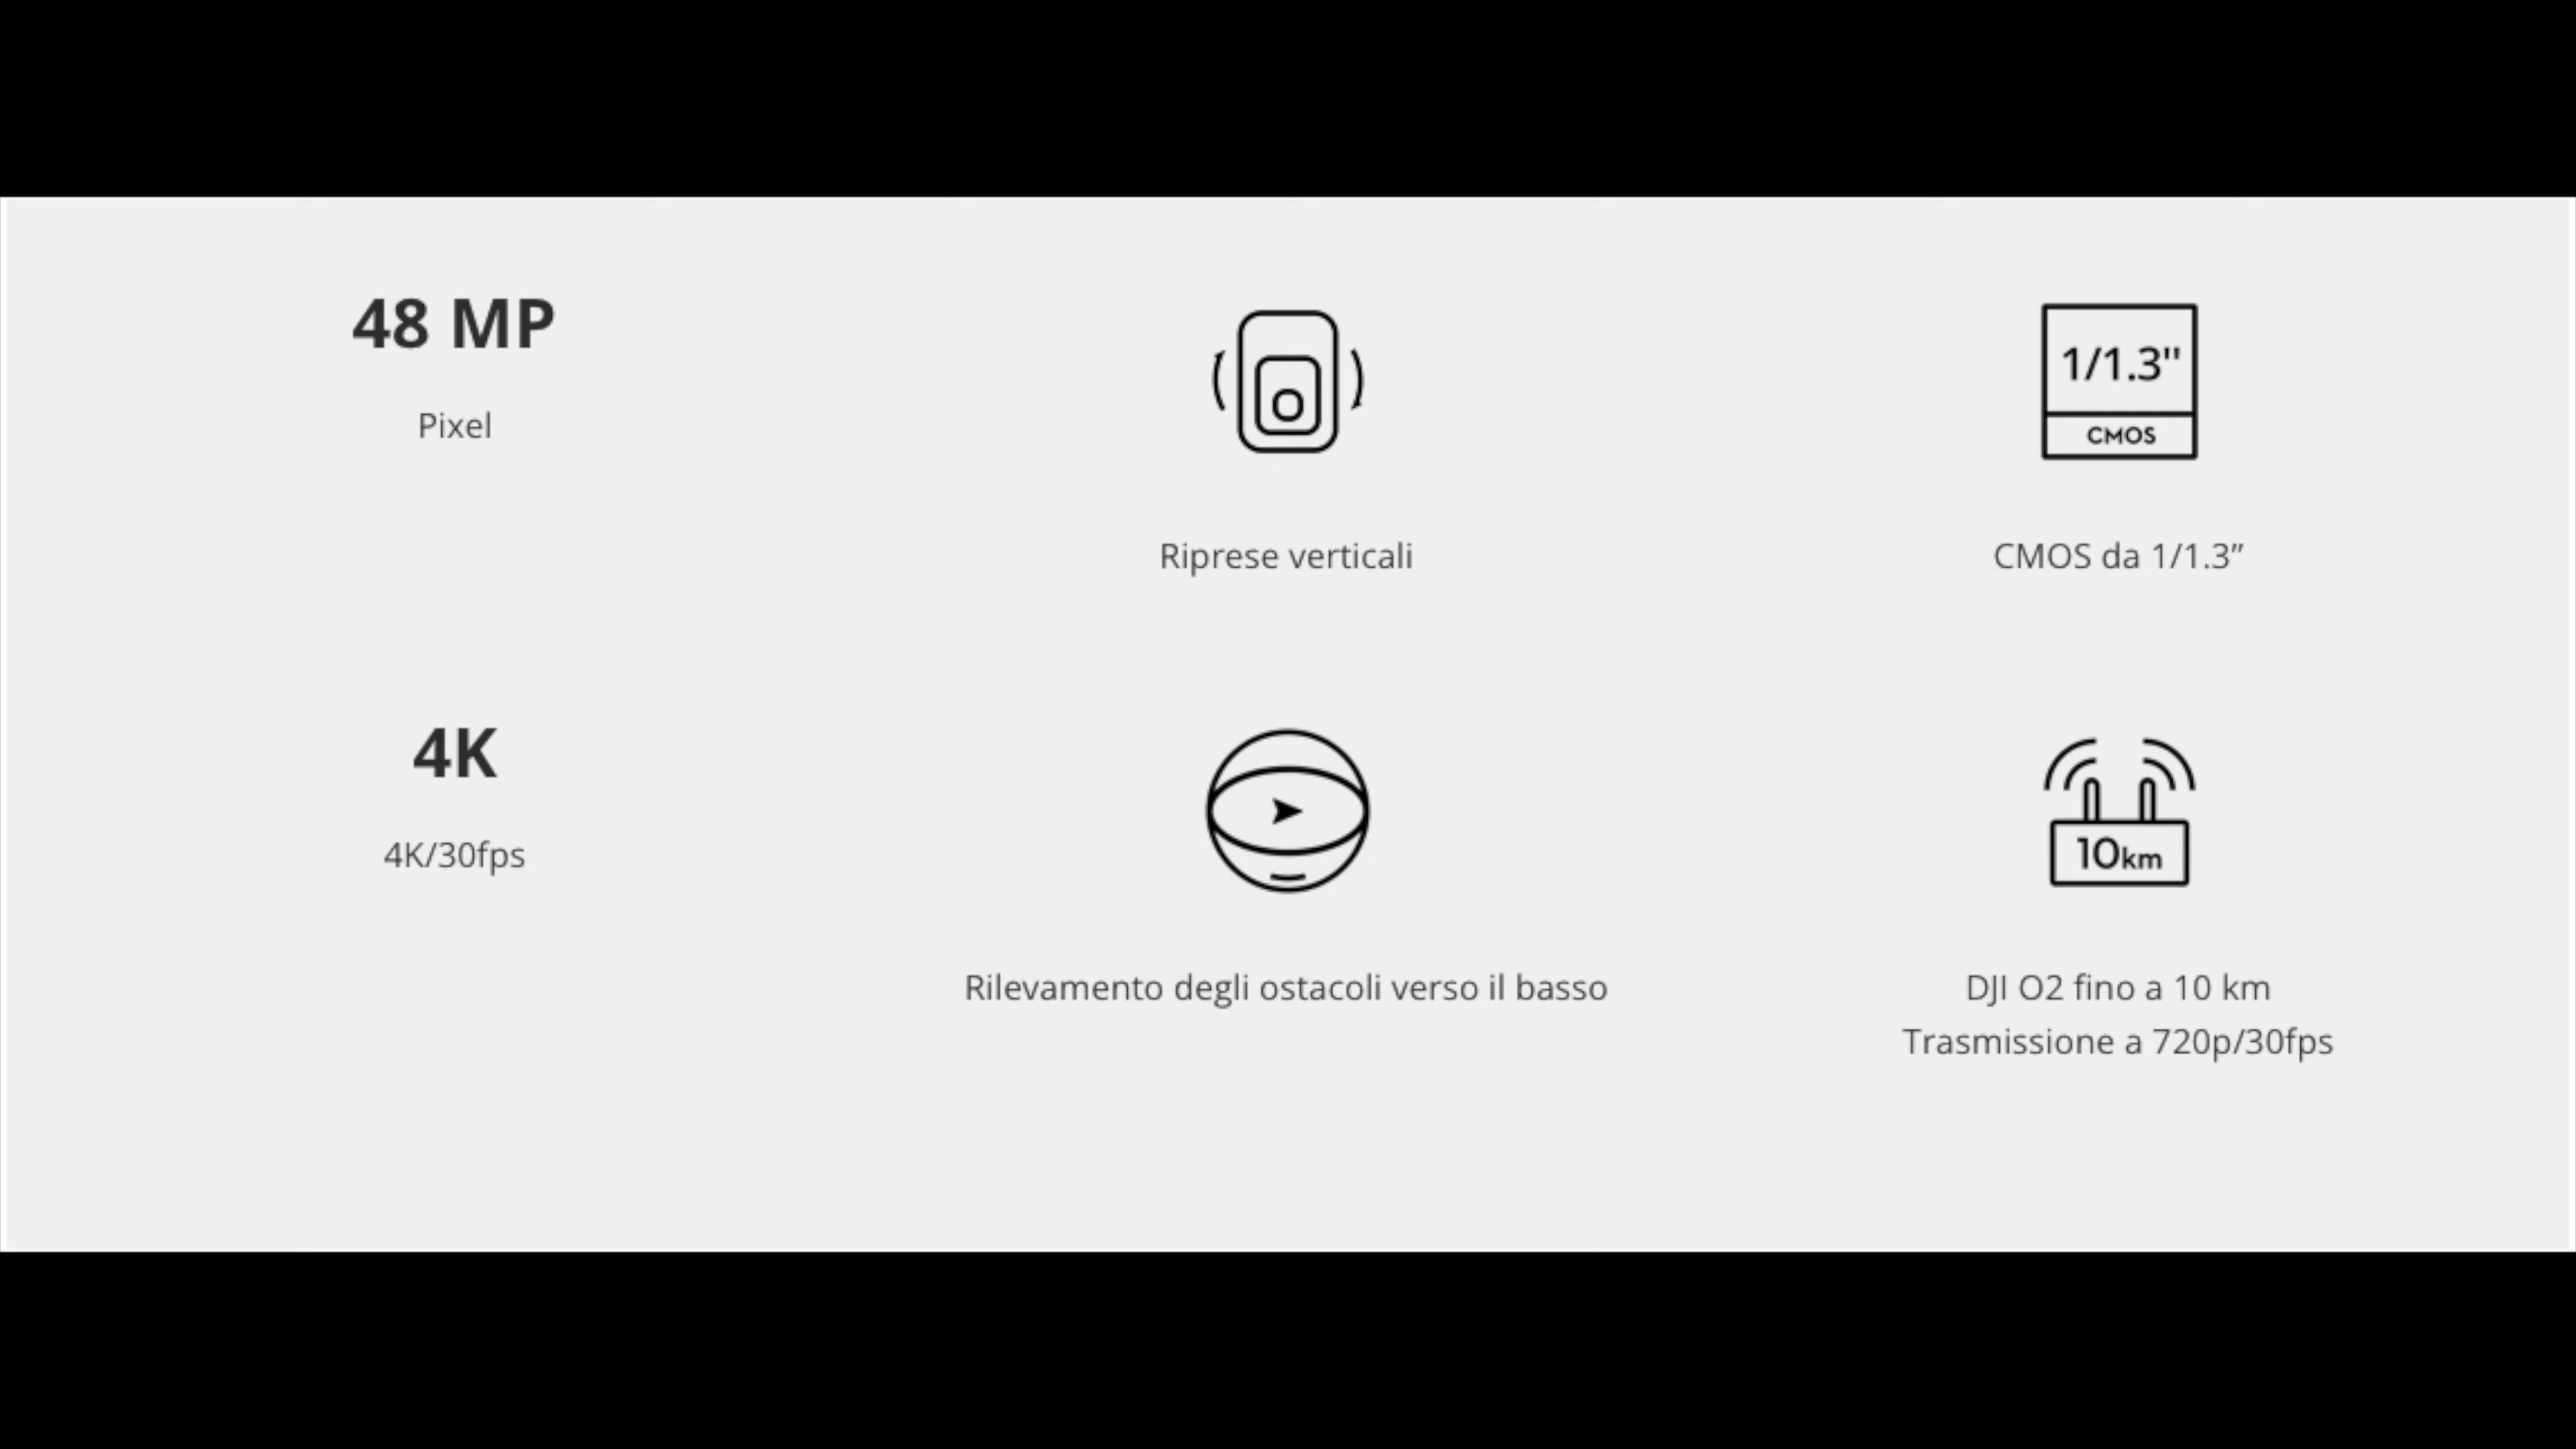 48 MP
Pixel
1/1.3"
CMOS
Riprese verticali
CMOS da 1/1.3”
4K
4K/30fps
10km
Rilevamento degli ostacoli verso il basso
DJI O2 fino a 10 km
Trasmissione a 720p/30fps